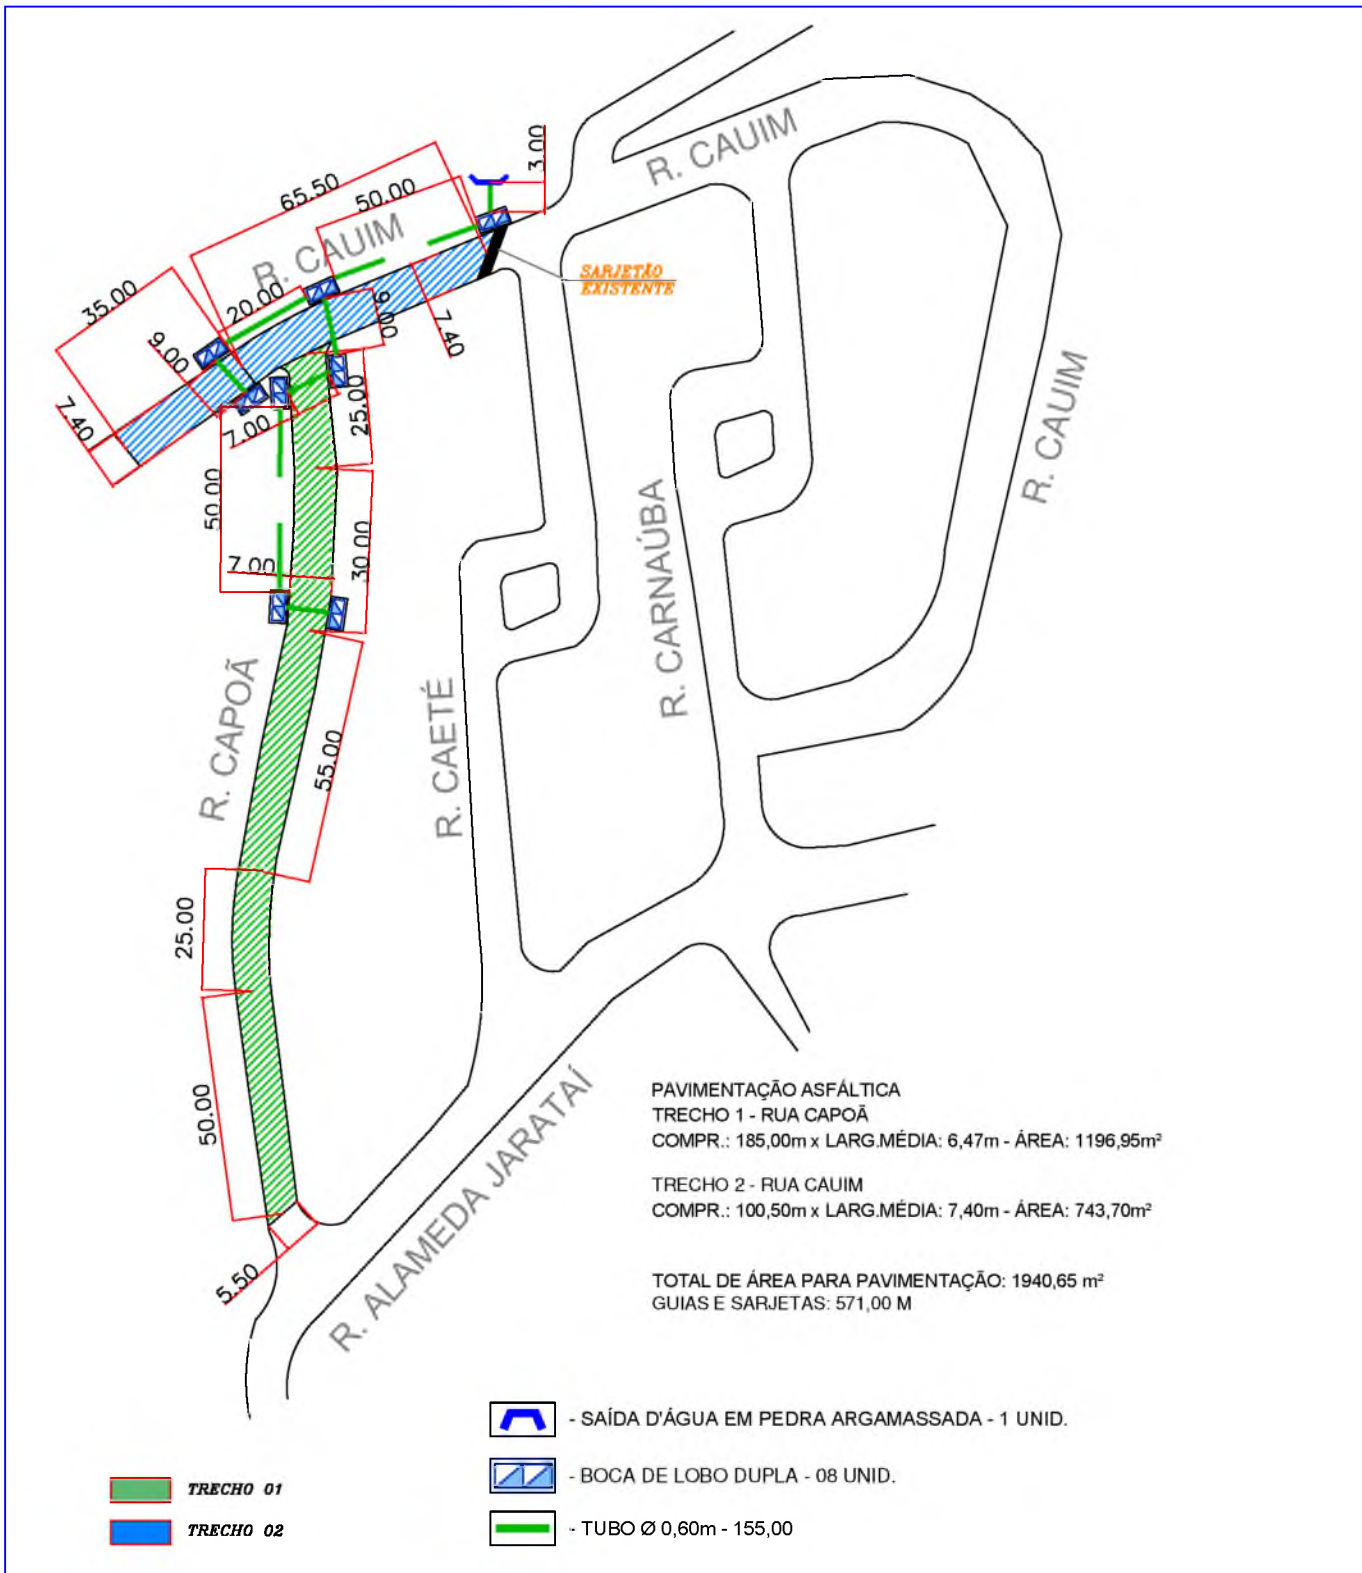 3.00
65.50
50.00
R. CAUIM
R. CAUIM
SARJETÃO
EXISTENTE
35.00
20.00
9.00
9.00
7.40
7.40
7.00
25.00
50.00
7.00
30.00
R. CAUIM
R. CARNAÚBA
R. CAPOÃ
R. CAETÉ
55.00
25.00
50.00
5.50
R. ALAMEDA JARATAÍ
PAVIMENTAÇÃO ASFÁLTICA
TRECHO 1 - RUA CAPOÃ
COMPR.: 185,00m x LARG.MÉDIA: 6,47m - ÁREA: 1196,95m²
TRECHO 2 - RUA CAUIM
COMPR.: 100,50m x LARG.MÉDIA: 7,40m - ÁREA: 743,70m²
TOTAL DE ÁREA PARA PAVIMENTAÇÃO: 1940,65 m²
GUIAS E SARJETAS: 571,00 M
- SAÍDA D'ÁGUA EM PEDRA ARGAMASSADA - 1 UNID.
- BOCA DE LOBO DUPLA - 08 UNID.
- TUBO Ø 0,60m - 155,00
TRECHO 01
TRECHO 02